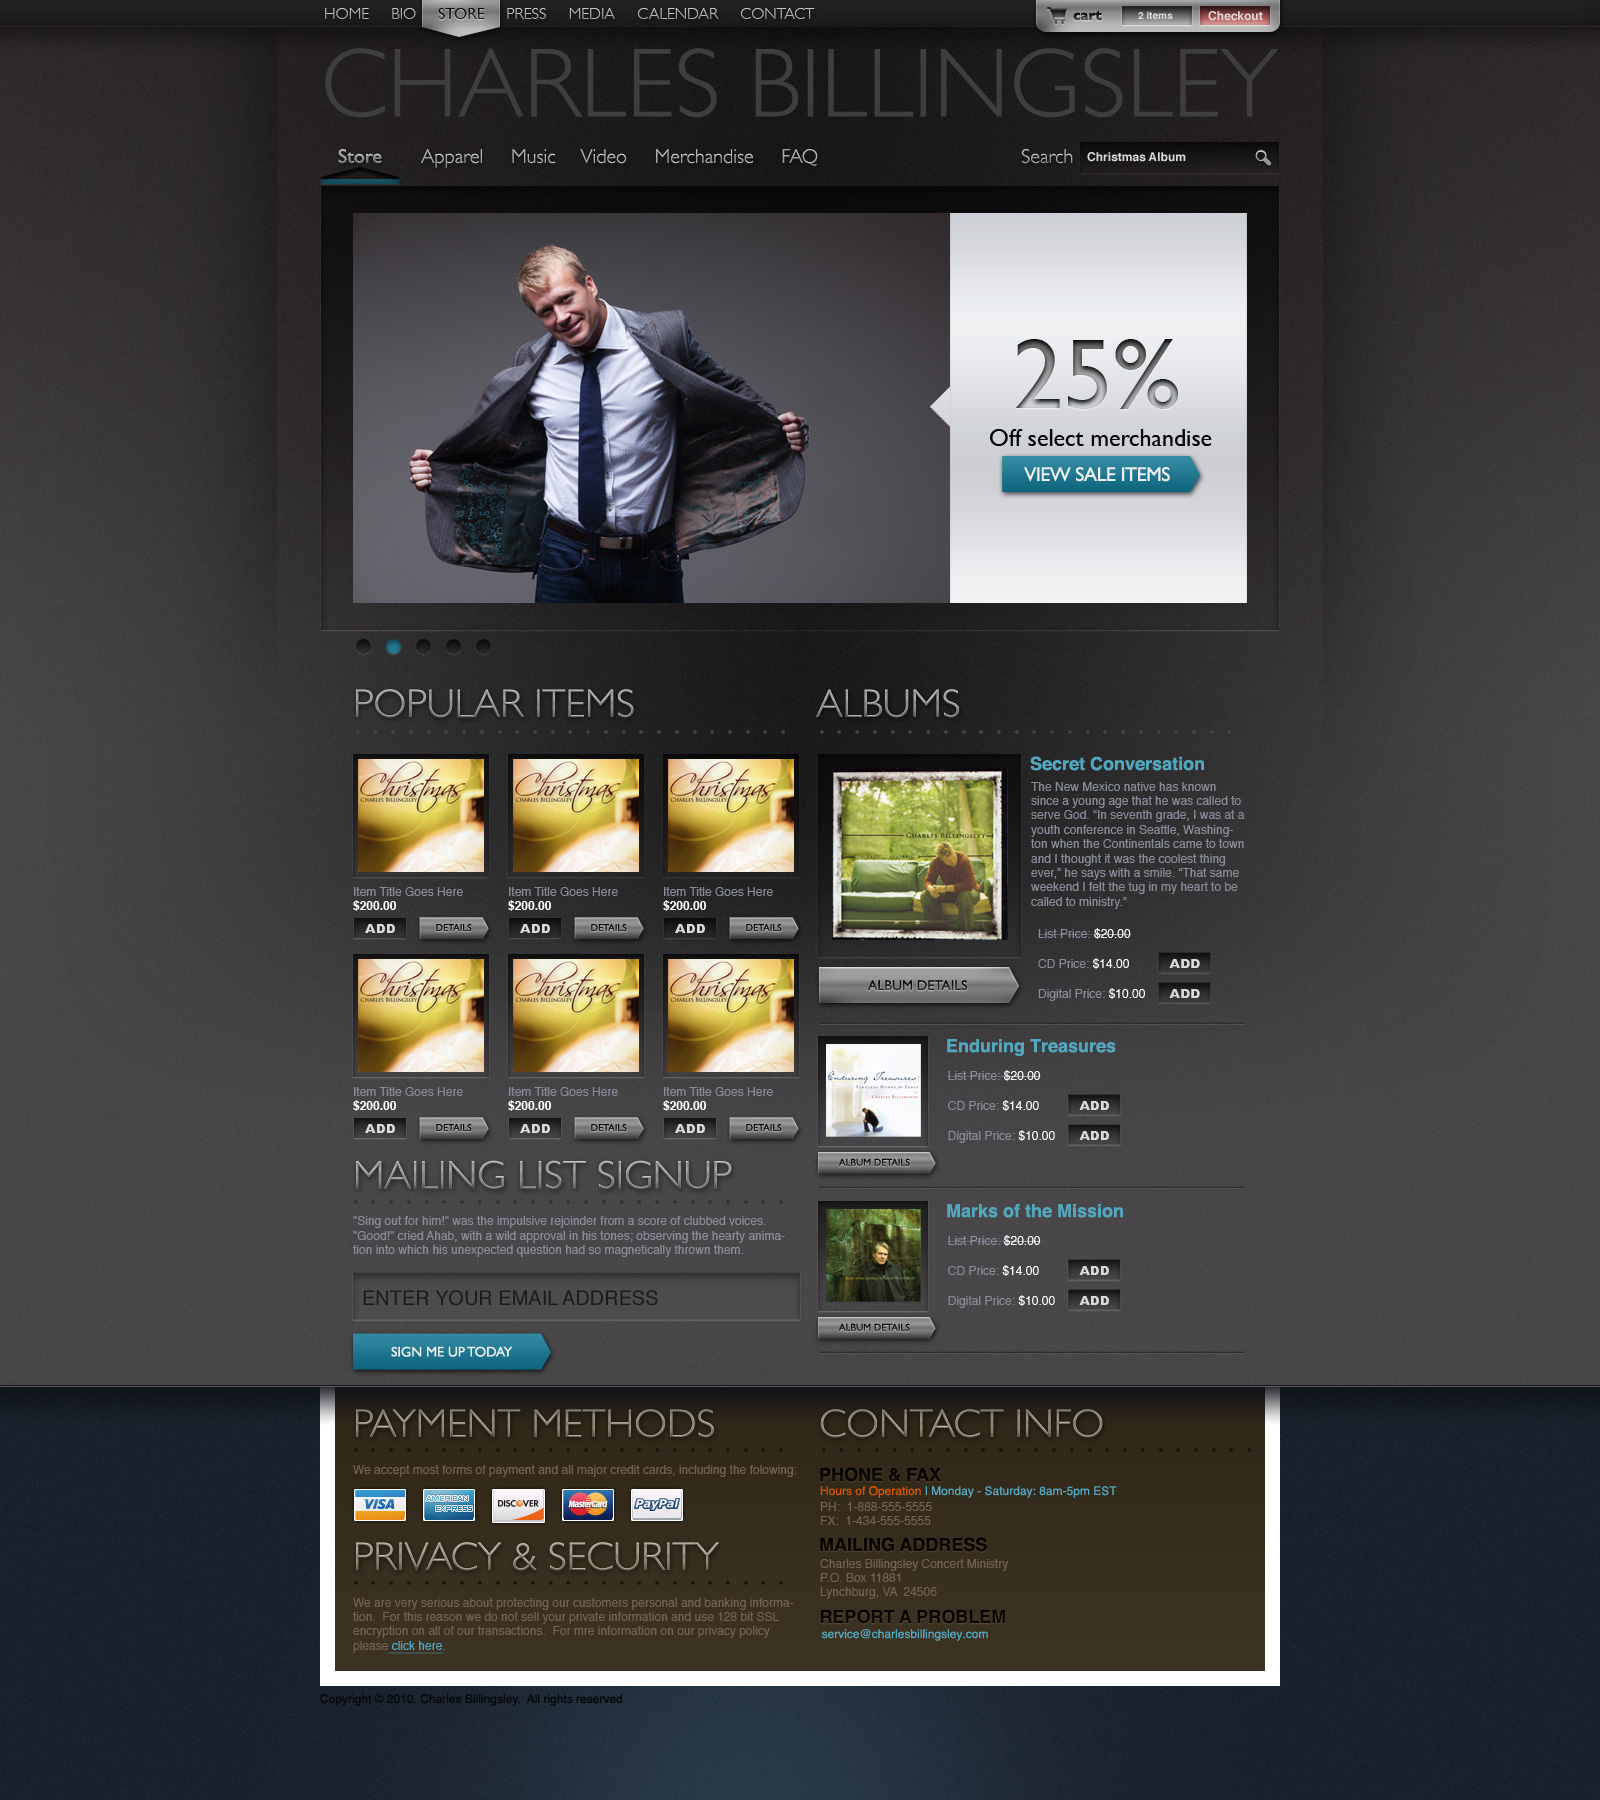 HOME BIO STORE PRESS MEDIA CALENDAR CONTACT
cart 2 items Checkout
CHARLES BILLINGSLEY
Store Apparel Music Video Merchandise FAQ
Search Christmas Album
25%
Off select merchandise
VIEW SALE ITEMS
POPULAR ITEMS
Christmas Christmas Christmas
CHARLES BILLINGSLEY CHARLES BILLINGSLEY CHARLES BILLINGSLEY
Item Title Goes Here Item Title Goes Here Item Title Goes Here
$200.00 $200.00 $200.00
ADD DETAILS ADD DETAILS ADD DETAILS
Christmas Christmas Christmas
CHARLES BILLINGSLEY CHARLES BILLINGSLEY CHARLES BILLINGSLEY
Item Title Goes Here Item Title Goes Here Item Title Goes Here
$200.00 $200.00 $200.00
ADD DETAILS ADD DETAILS ADD DETAILS
MAILING LIST SIGNUP
"Sing out for him!" was the impulsive rejoinder from a score of clubbed voices.
"Good!" cried Ahab, with a wild approval in his tones; observing the hearty anima-
tion into which his unexpected question had so magnetically thrown them.
ENTER YOUR EMAIL ADDRESS
SIGN ME UP TODAY
ALBUMS
CHARLES BILLINGSLEY
ALBUM DETAILS
Secret Conversation
The New Mexico native has known
since a young age that he was called to
serve God. “In seventh grade, I was at a
youth conference in Seattle, Washing-
ton when the Continentals came to town
and I thought it was the coolest thing
ever,” he says with a smile. “That same
weekend I felt the tug in my heart to be
called to ministry.”
List Price: $20.00
CD Price: $14.00 ADD
Digital Price: $10.00 ADD
Enduring Treasures
TIMELESS HYMNS for TODAY
CHARLES BILLINGSLEY
ALBUM DETAILS
Enduring Treasures
List Price: $20.00
CD Price: $14.00 ADD
Digital Price: $10.00 ADD
ALBUM DETAILS
Marks of the Mission
List Price: $20.00
CD Price: $14.00 ADD
Digital Price: $10.00 ADD
PAYMENT METHODS
We accept most forms of payment and all major credit cards, including the folowing:
VISA AMERICAN EXPRESS DISCOVER MasterCard PayPal
PRIVACY & SECURITY
We are very serious about protecting our customers personal and banking informa-
tion. For this reason we do not sell your private information and use 128 bit SSL
encryption on all of our transactions. For mre information on our privacy policy
please click here.
CONTACT INFO
PHONE & FAX
Hours of Operation | Monday - Saturday: 8am-5pm EST
PH: 1-888-555-5555
FX: 1-434-555-5555
MAILING ADDRESS
Charles Billingsley Concert Ministry
P.O. Box 11881
Lynchburg, VA 24506
REPORT A PROBLEM
service@charlesbillingsley.com
Copyright © 2010. Charles Billingsley. All rights reserved